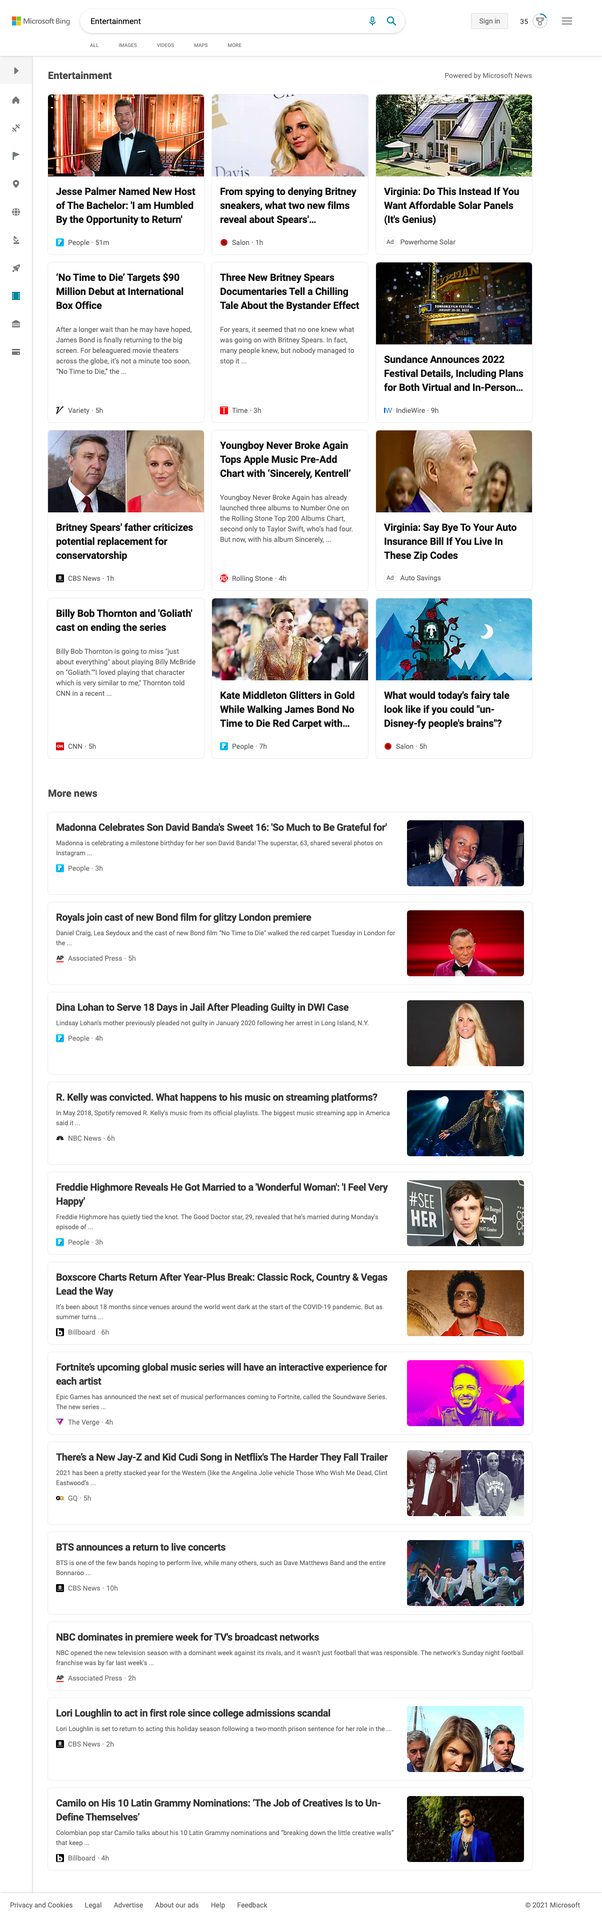 Microsoft Bing
Entertainment
Sign in
35
ALL IMAGES VIDEOS MAPS MORE
Entertainment
Powered by Microsoft News
Davis
Jesse Palmer Named New Host
of The Bachelor: 'I am Humbled
By the Opportunity to Return'
People · 51m
From spying to denying Britney
sneakers, what two new films
reveal about Spears'...
Salon · 1h
Virginia: Do This Instead If You
Want Affordable Solar Panels
(It's Genius)
Ad Powerhome Solar
'No Time to Die' Targets $90
Million Debut at International
Box Office
After a longer wait than he may have hoped,
James Bond is finally returning to the big
screen. For beleaguered movie theaters
across the globe, it's not a minute too soon.
"No Time to Die," the ...
Variety · 5h
Three New Britney Spears
Documentaries Tell a Chilling
Tale About the Bystander Effect
For years, it seemed that no one knew what
was going on with Britney Spears. In fact,
many people knew, but nobody managed to
stop it ...
Time · 3h
Sundance Announces 2022
Festival Details, Including Plans
for Both Virtual and In-Person...
IndieWire · 9h
Britney Spears' father criticizes
potential replacement for
conservatorship
CBS News · 1h
Youngboy Never Broke Again
Tops Apple Music Pre-Add
Chart with 'Sincerely, Kentrell'
Youngboy Never Broke Again has already
launched three albums to Number One on
the Rolling Stone Top 200 Albums Chart,
second only to Taylor Swift, who's had four.
But now, with his album Sincerely, ...
Rolling Stone · 4h
Virginia: Say Bye To Your Auto
Insurance Bill If You Live In
These Zip Codes
Ad Auto Savings
Billy Bob Thornton and 'Goliath'
cast on ending the series
Billy Bob Thornton is going to miss "just
about everything" about playing Billy McBride
on "Goliath.""I loved playing that character
which is very similar to me," Thornton told
CNN in a recent ...
CNN · 5h
Kate Middleton Glitters in Gold
While Walking James Bond No
Time to Die Red Carpet with...
People · 7h
What would today's fairy tale
look like if you could "un-
Disney-fy people's brains"?
Salon · 5h
More news
Madonna Celebrates Son David Banda's Sweet 16: 'So Much to Be Grateful for'
Madonna is celebrating a milestone birthday for her son David Banda! The superstar, 63, shared several photos on
Instagram ...
People · 3h
Royals join cast of new Bond film for glitzy London premiere
Daniel Craig, Lea Seydoux and the cast of new Bond film "No Time to Die" walked the red carpet Tuesday in London for
the ...
AP Associated Press · 5h
Dina Lohan to Serve 18 Days in Jail After Pleading Guilty in DWI Case
Lindsay Lohan's mother previously pleaded not guilty in January 2020 following her arrest in Long Island, N.Y.
People · 4h
R. Kelly was convicted. What happens to his music on streaming platforms?
In May 2018, Spotify removed R. Kelly's music from its official playlists. The biggest music streaming app in America
said it ...
NBC News · 6h
Freddie Highmore Reveals He Got Married to a 'Wonderful Woman': 'I Feel Very
Happy'
Freddie Highmore has quietly tied the knot. The Good Doctor star, 29, revealed that he's married during Monday's
episode of ...
People · 3h
#SEE
HER
Boxscore Charts Return After Year-Plus Break: Classic Rock, Country & Vegas
Lead the Way
It's been about 18 months since venues around the world went dark at the start of the COVID-19 pandemic. But as
summer turns ...
Billboard · 6h
Fortnite's upcoming global music series will have an interactive experience for
each artist
Epic Games has announced the next set of musical performances coming to Fortnite, called the Soundwave Series.
The new series ...
The Verge · 4h
There's a New Jay-Z and Kid Cudi Song in Netflix's The Harder They Fall Trailer
2021 has been a pretty stacked year for the Western (like the Angelina Jolie vehicle Those Who Wish Me Dead, Clint
Eastwood's ...
GQ · 5h
BTS announces a return to live concerts
BTS is one of the few bands hoping to perform live, while many others, such as Dave Matthews Band and the entire
Bonnaroo ...
CBS News · 10h
NBC dominates in premiere week for TV's broadcast networks
NBC opened the new television season with a dominant week against its rivals, and it wasn't just football that was responsible. The network's Sunday night football
franchise was by far last week's ...
AP Associated Press · 2h
Lori Loughlin to act in first role since college admissions scandal
Lori Loughlin is set to return to acting this holiday season following a two-month prison sentence for her role in the ...
CBS News · 2h
Camilo on His 10 Latin Grammy Nominations: 'The Job of Creatives Is to Un-
Define Themselves'
Colombian pop star Camilo talks about his 10 Latin Grammy nominations and "breaking down the little creative walls"
that keep ...
Billboard · 4h
Privacy and Cookies Legal Advertise About our ads Help Feedback
© 2021 Microsoft